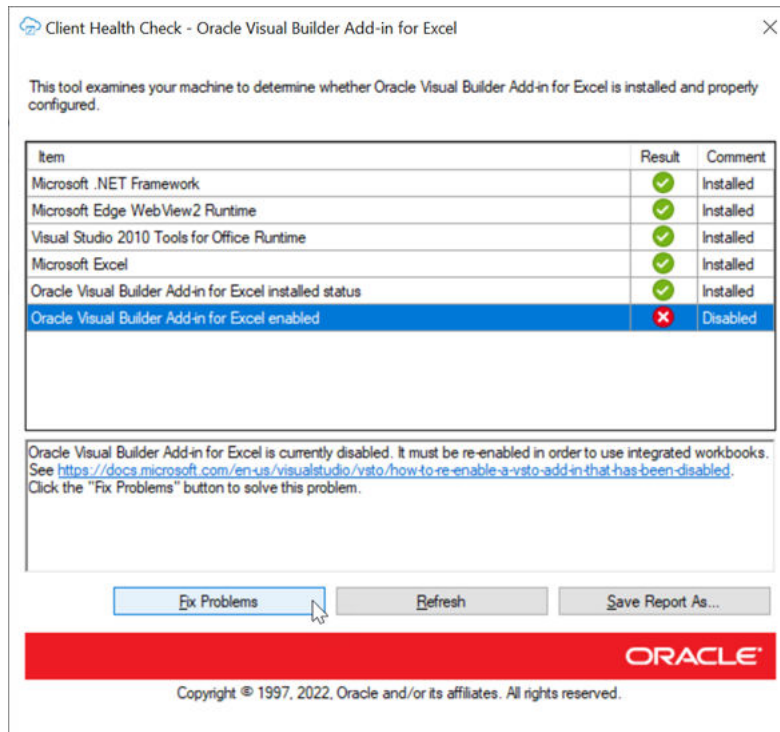 Client Health Check - Oracle Visual Builder Add-in for Excel
This tool examines your machine to determine whether Oracle Visual Builder Add-in for Excel is installed and properly
configured.
Item Result Comment
Microsoft .NET Framework Installed
Microsoft Edge WebView2 Runtime Installed
Visual Studio 2010 Tools for Office Runtime Installed
Microsoft Excel Installed
Oracle Visual Builder Add-in for Excel installed status Installed
Oracle Visual Builder Add-in for Excel enabled Disabled
Oracle Visual Builder Add-in for Excel is currently disabled. It must be re-enabled in order to use integrated workbooks.
See https://docs.microsoft.com/en-us/visualstudio/vsto/how-to-re-enable-a-vsto-add-in-that-has-been-disabled.
Click the "Fix Problems" button to solve this problem.
Fix Problems Refresh Save Report As...
ORACLE
Copyright © 1997, 2022, Oracle and/or its affiliates. All rights reserved.